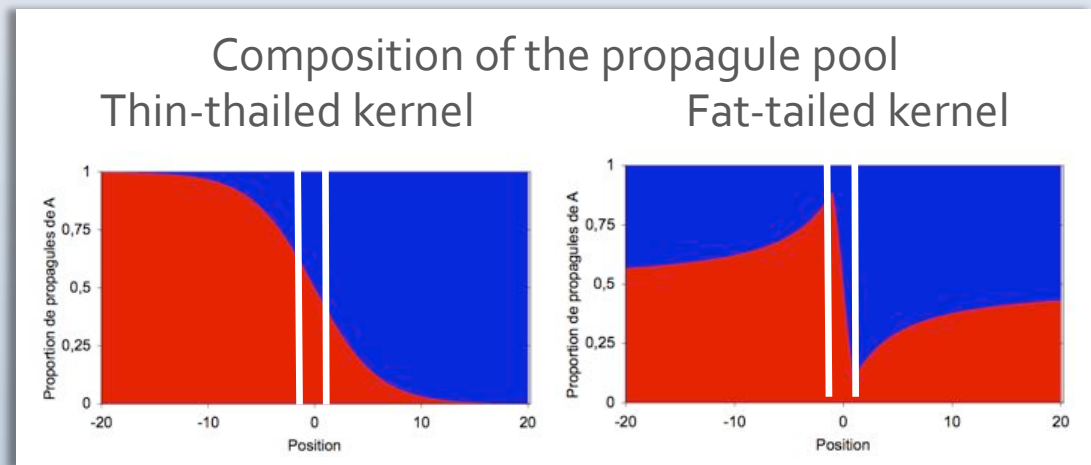 Composition of the propagule pool
Thin-thailed kernel
Fat-tailed kernel
Proportion de propagules de A
1
0,75
0,5
0,25
0
-20
-10
0
10
20
Position
Proportion de propagules de A
1
0,75
0,5
0,25
0
-20
-10
0
10
20
Position